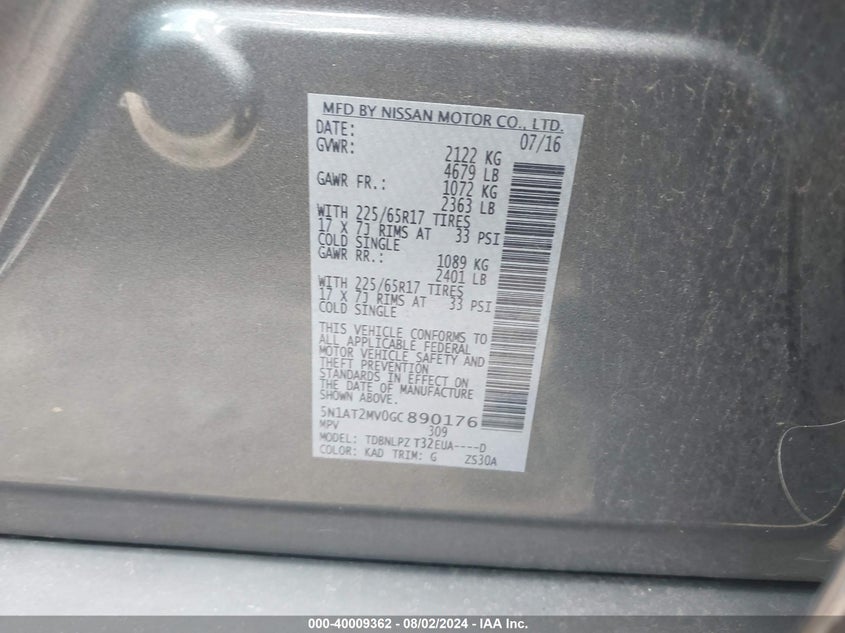 MFD BY NISSAN MOTOR CO., LTD.
DATE: 07/16
GVWR: 2122 KG
4679 LB
GAWR FR.: 1072 KG
2363 LB
WITH 225/65R17 TIRES
17 X 7J RIMS AT 33 PSI
COLD SINGLE
GAWR RR.: 1089 KG
2401 LB
WITH 225/65R17 TIRES
17 X 7J RIMS AT 33 PSI
COLD SINGLE
THIS VEHICLE CONFORMS TO
ALL APPLICABLE FEDERAL
MOTOR VEHICLE SAFETY AND
THEFT PREVENTION
STANDARDS IN EFFECT ON
THE DATE OF MANUFACTURE
SHOWN ABOVE.
5N1AT2MV0GC890176
MPV 309
MODEL: TDBNLPZ T32EUA----D
COLOR: KAD TRIM: G ZS30A
000-40009362 - 08/02/2024 - IAA Inc.